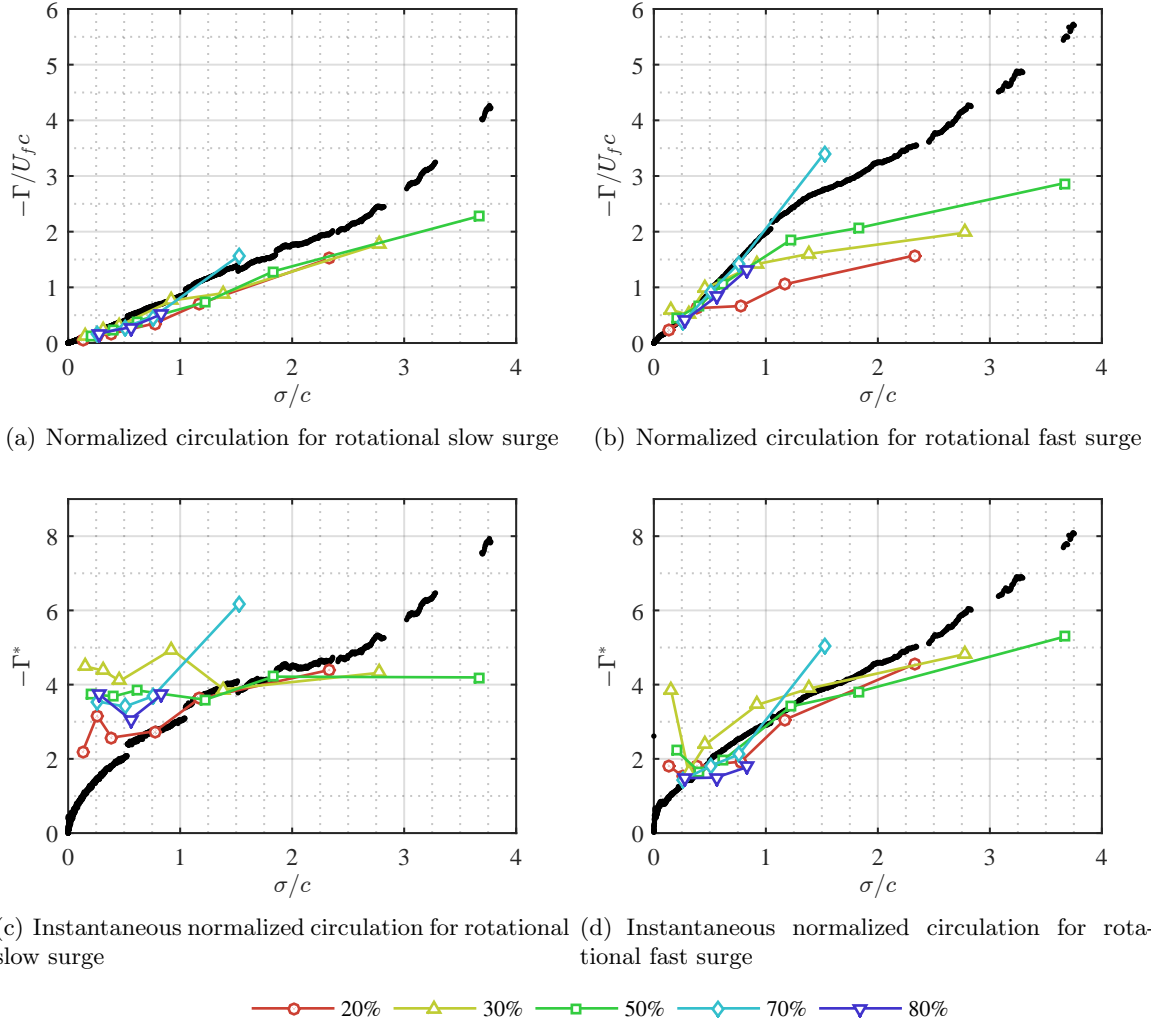 6
5
4
3
2
1
0
−Γ/U_f c
0 1 2 3 4
σ/c
(a) Normalized circulation for rotational slow surge
6
5
4
3
2
1
0
−Γ/U_f c
0 1 2 3 4
σ/c
(b) Normalized circulation for rotational fast surge
8
6
4
2
0
−Γ*
0 1 2 3 4
σ/c
(c) Instantaneous normalized circulation for rotational
slow surge
8
6
4
2
0
−Γ*
0 1 2 3 4
σ/c
(d) Instantaneous normalized circulation for rota-
tional fast surge
20% 30% 50% 70% 80%